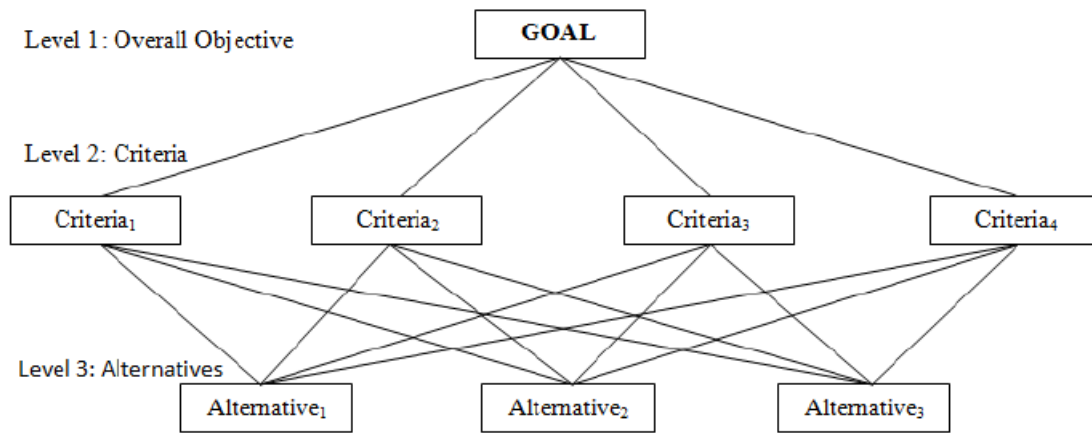 GOAL
Level 1: Overall Objective
Level 2: Criteria
Criteria₁
Criteria₂
Criteria₃
Criteria₄
Level 3: Alternatives
Alternative₁
Alternative₂
Alternative₃